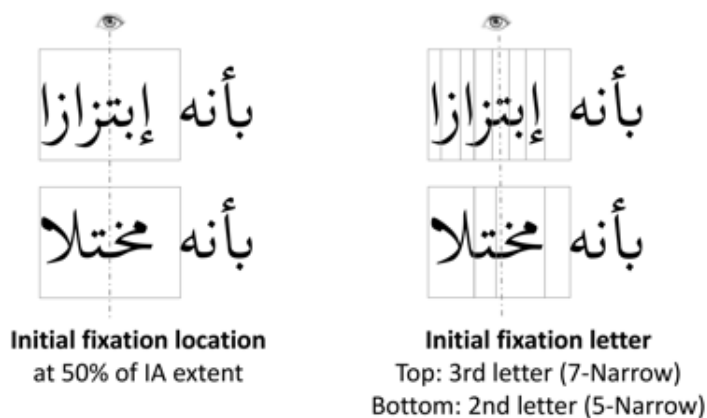 بأنه إبتزازا
بأنه مختلا
Initial fixation location
at 50% of IA extent
بأنه إبتزازا
بأنه مختلا
Initial fixation letter
Top: 3rd letter (7-Narrow)
Bottom: 2nd letter (5-Narrow)